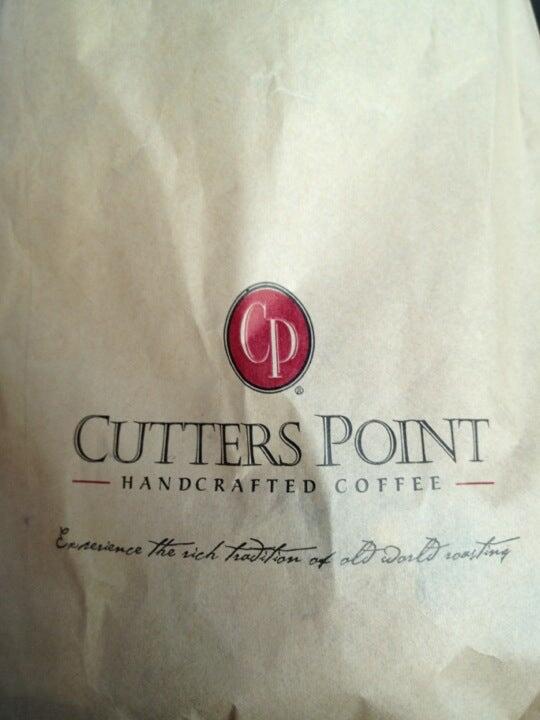 CP
®
CUTTERS POINT
HANDCRAFTED COFFEE
Experience the rich tradition of old world roasting